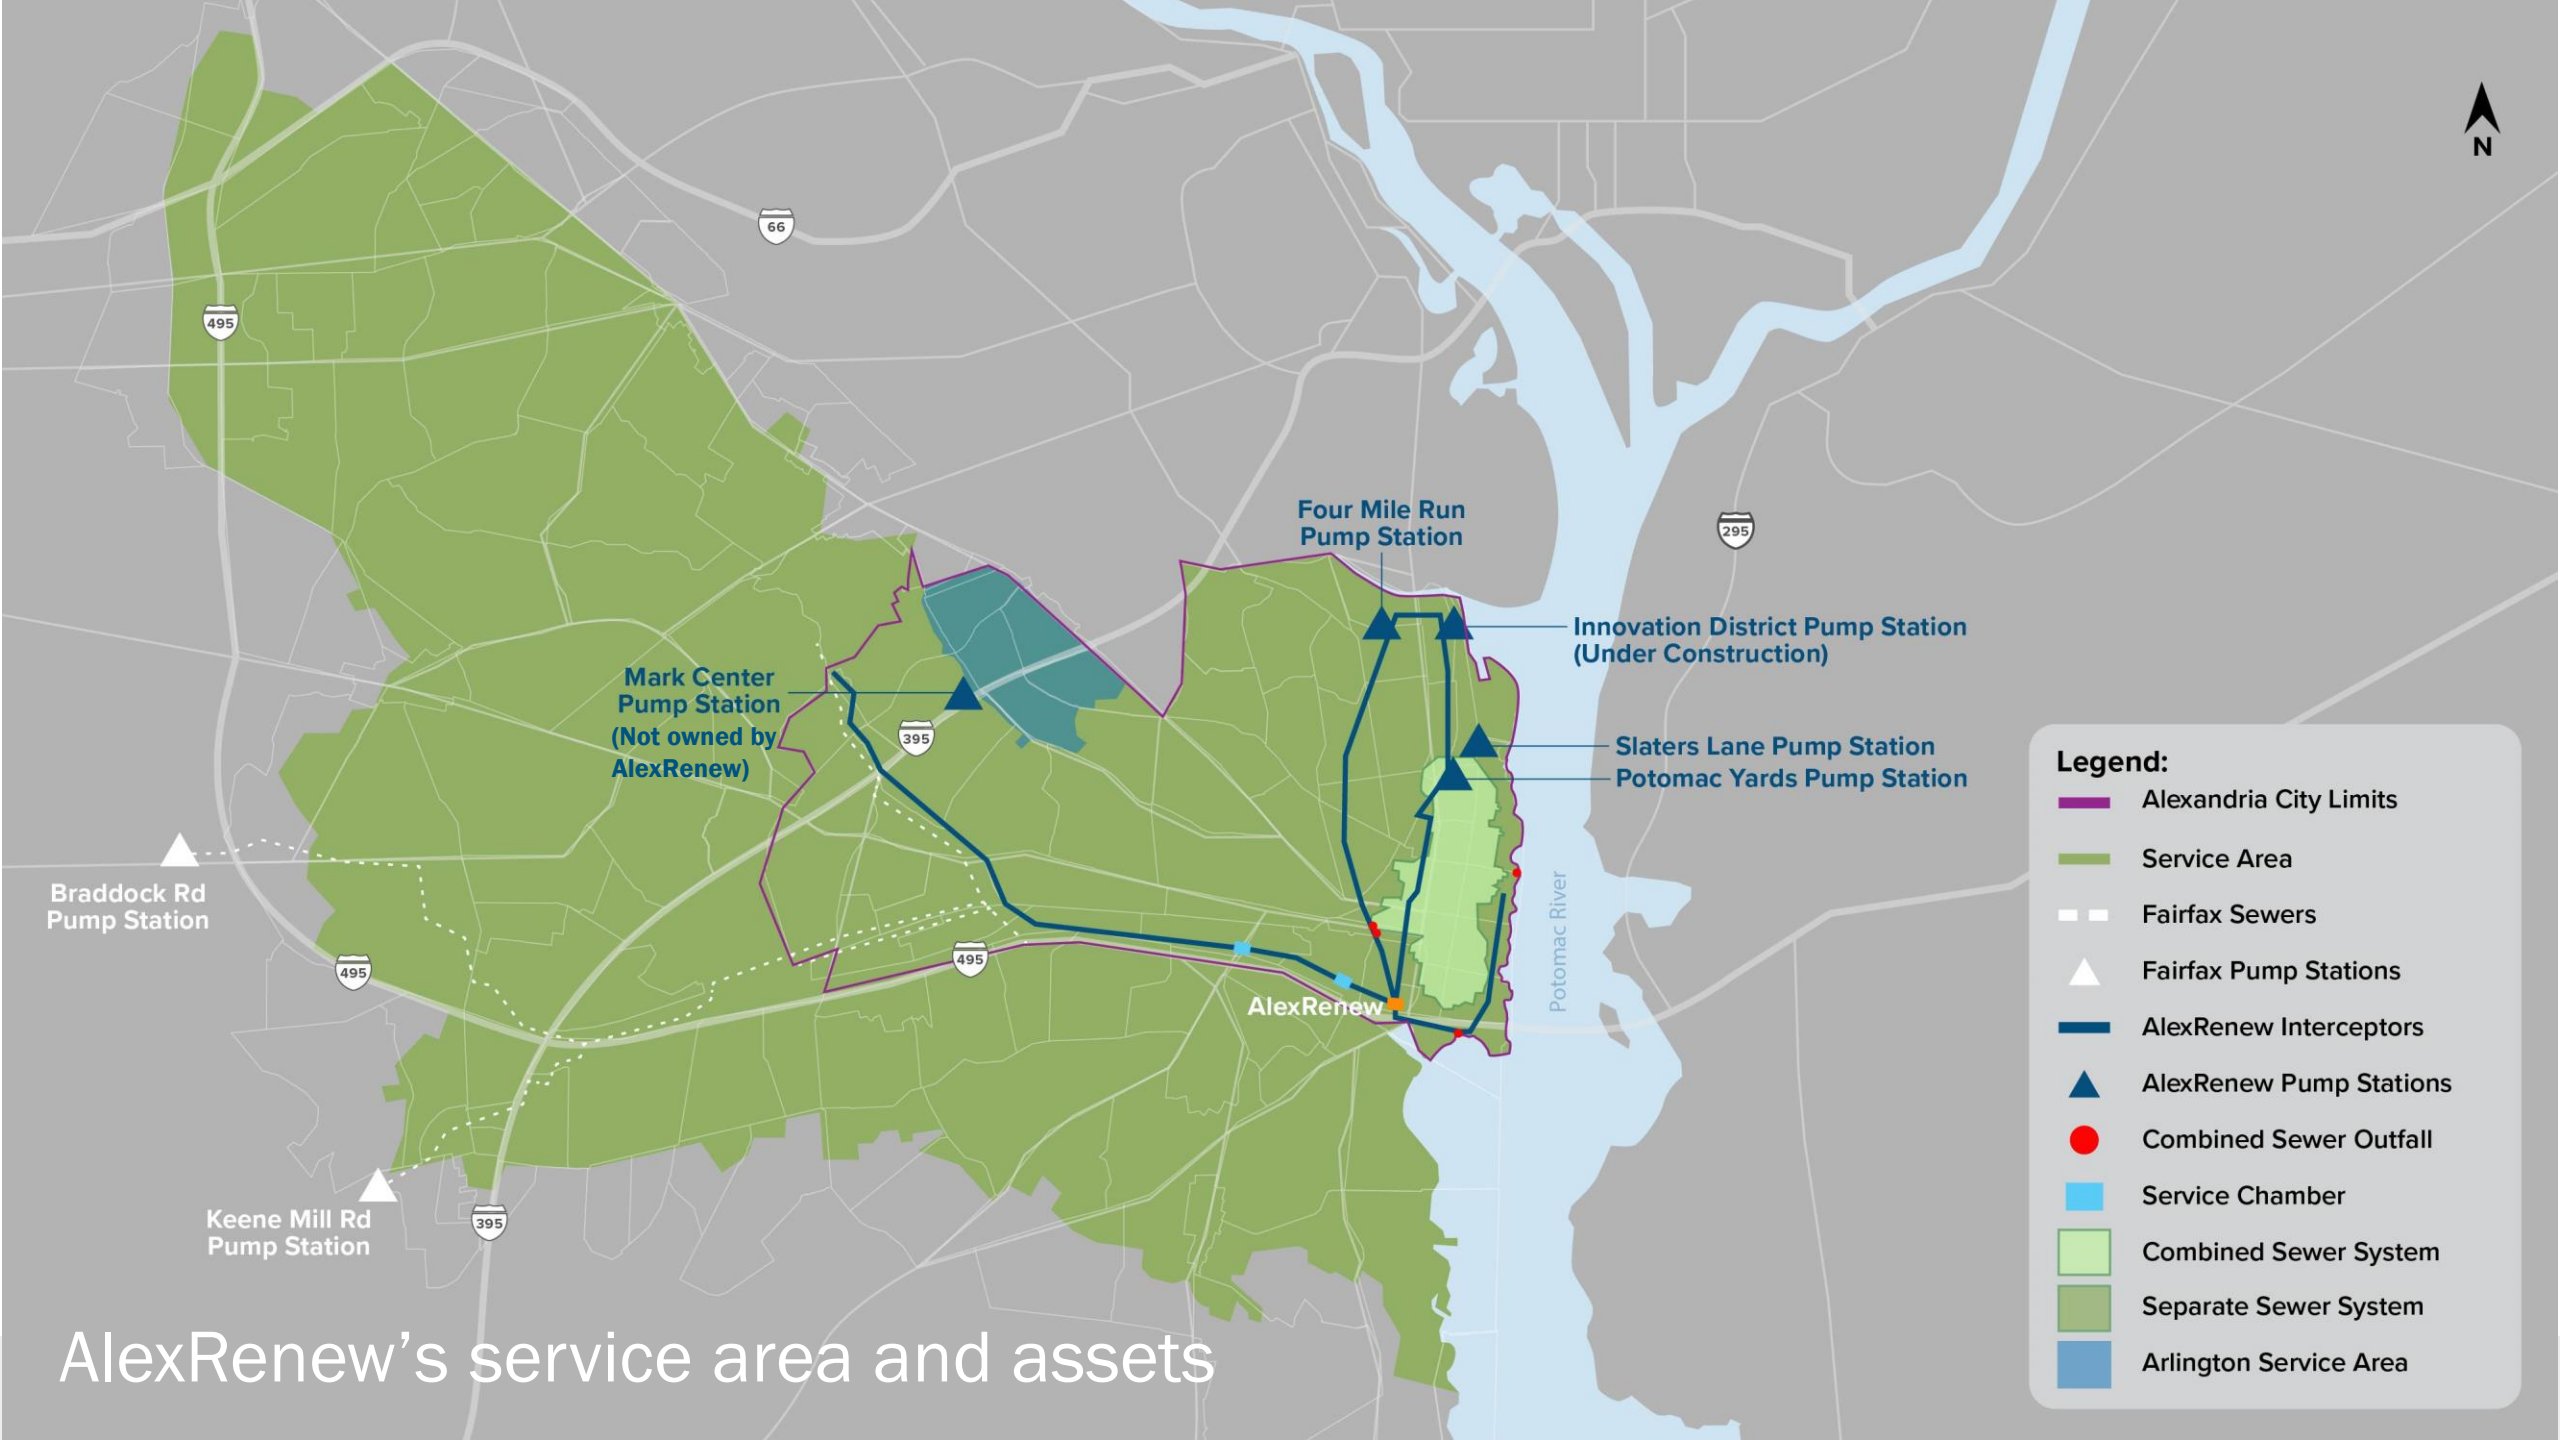 N
66
495
Four Mile Run
Pump Station
295
Innovation District Pump Station
(Under Construction)
Mark Center
Pump Station
(Not owned by
AlexRenew)
395
Slaters Lane Pump Station
Potomac Yards Pump Station
Braddock Rd
Pump Station
495
495
Potomac River
AlexRenew
Keene Mill Rd
Pump Station
395
Legend:
Alexandria City Limits
Service Area
Fairfax Sewers
Fairfax Pump Stations
AlexRenew Interceptors
AlexRenew Pump Stations
Combined Sewer Outfall
Service Chamber
Combined Sewer System
Separate Sewer System
Arlington Service Area
AlexRenew’s service area and assets